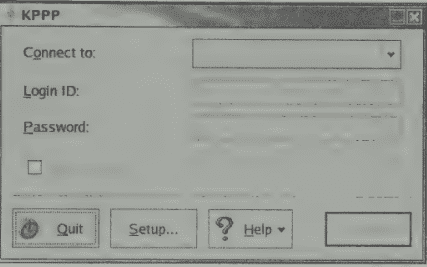 KPPP
Connect to:
Login ID:
Password:
Quit
Setup...
Help